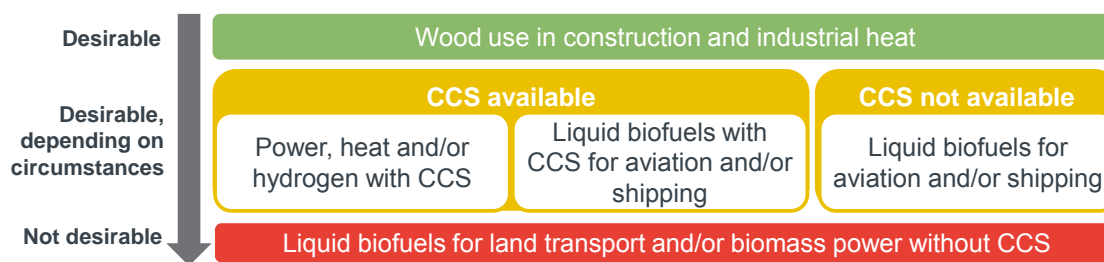 Desirable
Wood use in construction and industrial heat
Desirable,
depending on
circumstances
CCS available
Power, heat and/or
hydrogen with CCS
Liquid biofuels with
CCS for aviation and/or
shipping
CCS not available
Liquid biofuels for
aviation and/or shipping
Not desirable
Liquid biofuels for land transport and/or biomass power without CCS